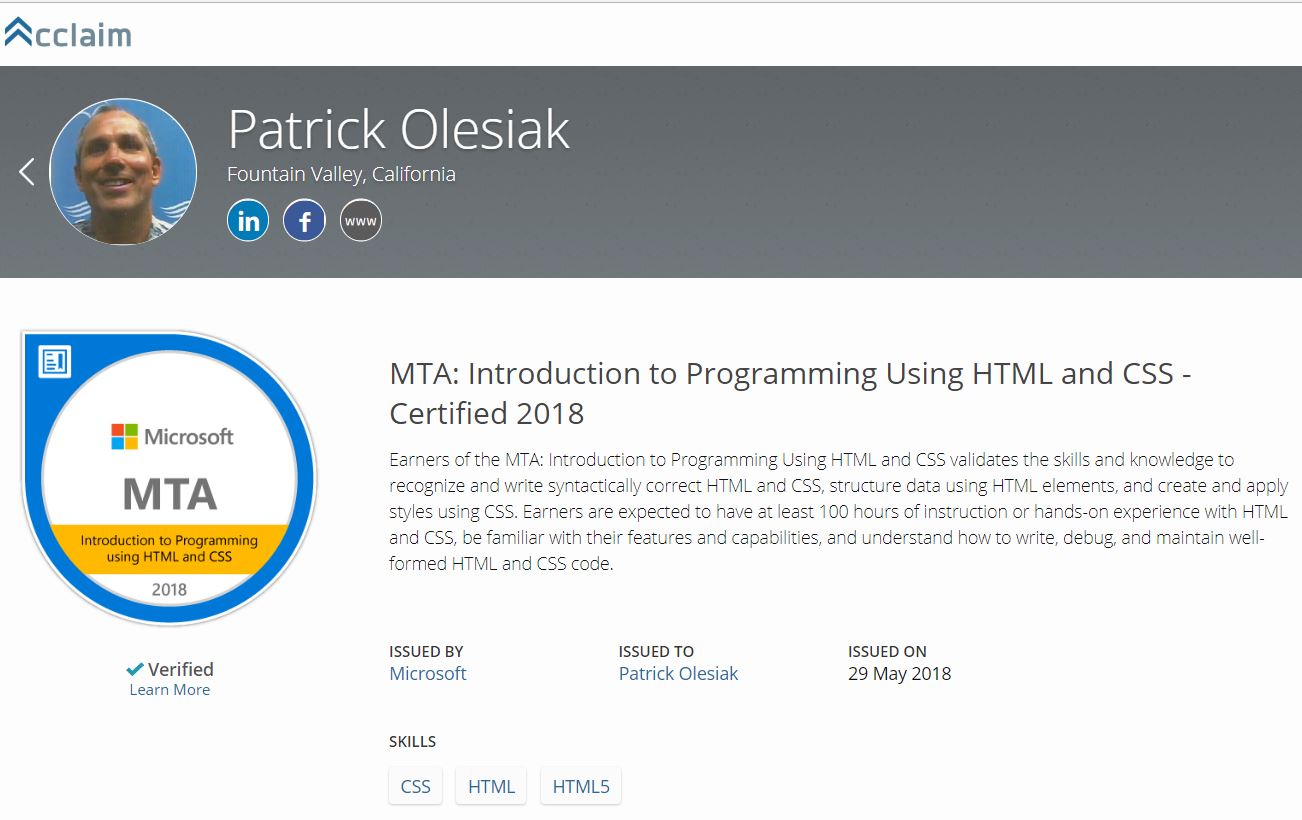 Acclaim
Patrick Olesiak
Fountain Valley, California
in f www
Microsoft
MTA
Introduction to Programming
using HTML and CSS
2018
Verified
Learn More
MTA: Introduction to Programming Using HTML and CSS -
Certified 2018
Earners of the MTA: Introduction to Programming Using HTML and CSS validates the skills and knowledge to
recognize and write syntactically correct HTML and CSS, structure data using HTML elements, and create and apply
styles using CSS. Earners are expected to have at least 100 hours of instruction or hands-on experience with HTML
and CSS, be familiar with their features and capabilities, and understand how to write, debug, and maintain well-
formed HTML and CSS code.
ISSUED BY ISSUED TO ISSUED ON
Microsoft Patrick Olesiak 29 May 2018
SKILLS
CSS HTML HTML5